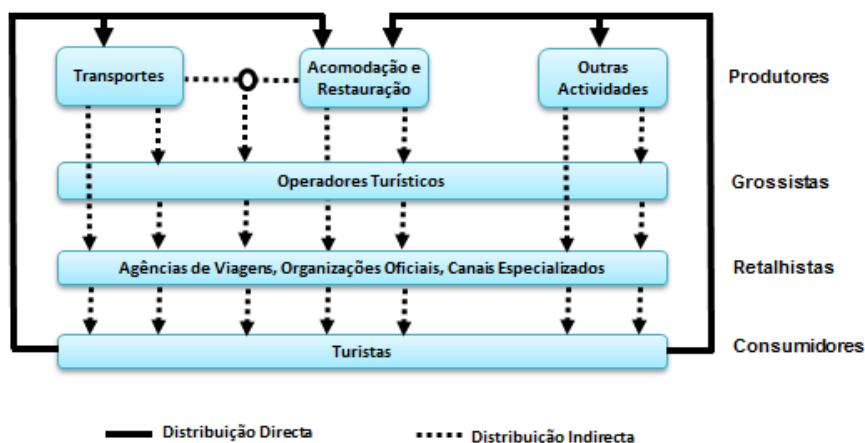 Transportes
Acomodação e
Restauração
Outras
Actividades
Produtores
Operadores Turísticos
Grossistas
Agências de Viagens, Organizações Oficiais, Canais Especializados
Retalhistas
Turistas
Consumidores
Distribuição Directa
Distribuição Indirecta